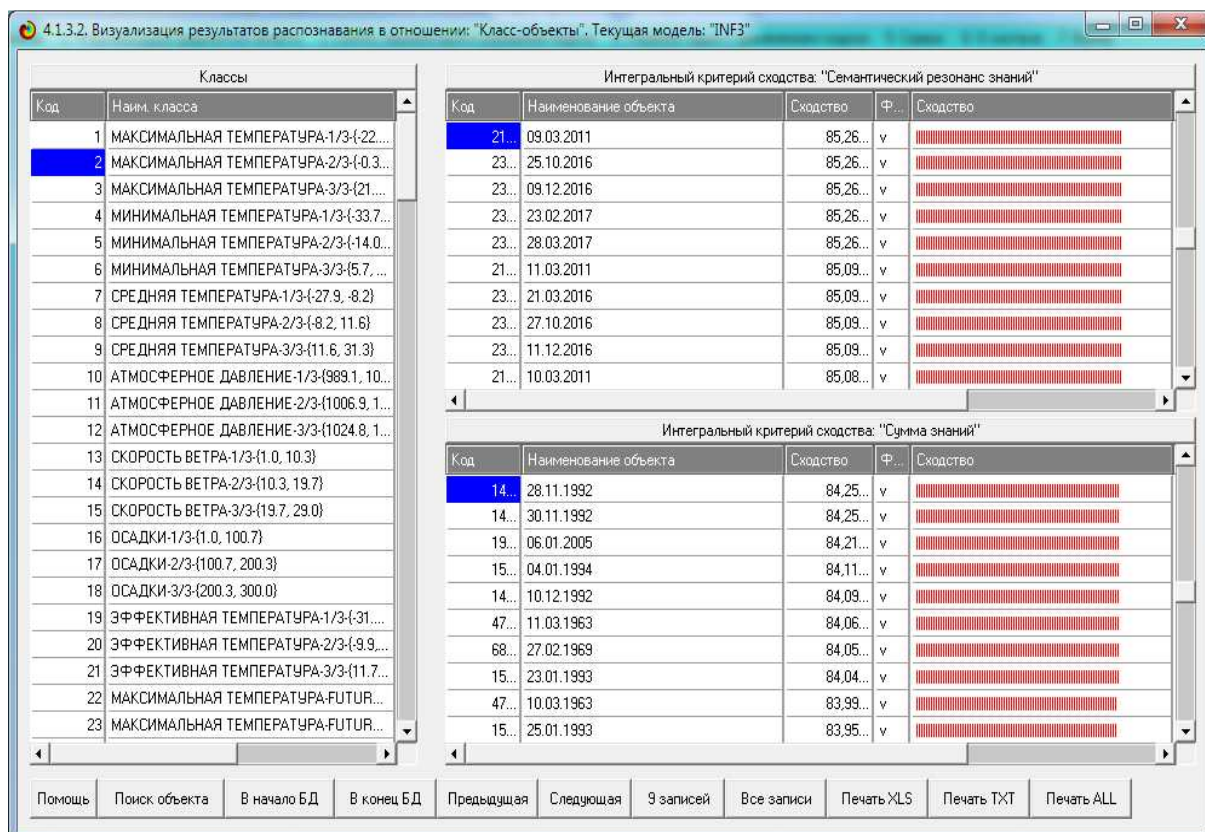 4.1.3.2. Визуализация результатов распознавания в отношении: "Класс-объекты". Текущая модель: "INF3"
Классы
Код Наим. класса
1 МАКСИМАЛЬНАЯ ТЕМПЕРАТУРА-1/3-{-22....
2 МАКСИМАЛЬНАЯ ТЕМПЕРАТУРА-2/3-{-0.3...
3 МАКСИМАЛЬНАЯ ТЕМПЕРАТУРА-3/3-{21....
4 МИНИМАЛЬНАЯ ТЕМПЕРАТУРА-1/3-{-33.7...
5 МИНИМАЛЬНАЯ ТЕМПЕРАТУРА-2/3-{-14.0...
6 МИНИМАЛЬНАЯ ТЕМПЕРАТУРА-3/3-{5.7, ...
7 СРЕДНЯЯ ТЕМПЕРАТУРА-1/3-{-27.9, -8.2}
8 СРЕДНЯЯ ТЕМПЕРАТУРА-2/3-{-8.2, 11.6}
9 СРЕДНЯЯ ТЕМПЕРАТУРА-3/3-{11.6, 31.3}
10 АТМОСФЕРНОЕ ДАВЛЕНИЕ-1/3-{989.1, 10...
11 АТМОСФЕРНОЕ ДАВЛЕНИЕ-2/3-{1006.9, 1...
12 АТМОСФЕРНОЕ ДАВЛЕНИЕ-3/3-{1024.8, 1...
13 СКОРОСТЬ ВЕТРА-1/3-{1.0, 10.3}
14 СКОРОСТЬ ВЕТРА-2/3-{10.3, 19.7}
15 СКОРОСТЬ ВЕТРА-3/3-{19.7, 29.0}
16 ОСАДКИ-1/3-{1.0, 100.7}
17 ОСАДКИ-2/3-{100.7, 200.3}
18 ОСАДКИ-3/3-{200.3, 300.0}
19 ЭФФЕКТИВНАЯ ТЕМПЕРАТУРА-1/3-{-31....
20 ЭФФЕКТИВНАЯ ТЕМПЕРАТУРА-2/3-{-9.9,...
21 ЭФФЕКТИВНАЯ ТЕМПЕРАТУРА-3/3-{11.7...
22 МАКСИМАЛЬНАЯ ТЕМПЕРАТУРА-FUTUR...
23 МАКСИМАЛЬНАЯ ТЕМПЕРАТУРА-FUTUR...
Интегральный критерий сходства: "Семантический резонанс знаний"
Код Наименование объекта Сходство Ф... Сходство
21... 09.03.2011 85,26... v
23... 25.10.2016 85,26... v
23... 09.12.2016 85,26... v
23... 23.02.2017 85,26... v
23... 28.03.2017 85,26... v
21... 11.03.2011 85,09... v
23... 21.03.2016 85,09... v
23... 27.10.2016 85,09... v
23... 11.12.2016 85,09... v
21... 10.03.2011 85,08... v
Интегральный критерий сходства: "Сумма знаний"
Код Наименование объекта Сходство Ф... Сходство
14... 28.11.1992 84,25... v
14... 30.11.1992 84,25... v
19... 06.01.2005 84,21... v
15... 04.01.1994 84,11... v
14... 10.12.1992 84,09... v
47... 11.03.1963 84,06... v
68... 27.02.1969 84,05... v
15... 23.01.1993 84,04... v
47... 10.03.1963 83,99... v
15... 25.01.1993 83,95... v
Помощь Поиск объекта В начало БД В конец БД Предыдущая Следующая 9 записей Все записи Печать XLS Печать TXT Печать ALL